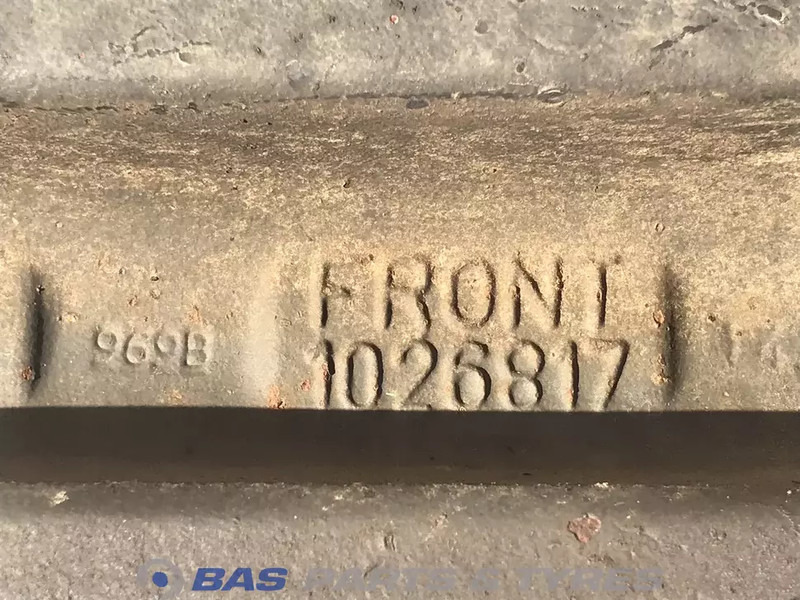 FRONT
969B 1026817
BAS PARTS & TYRES